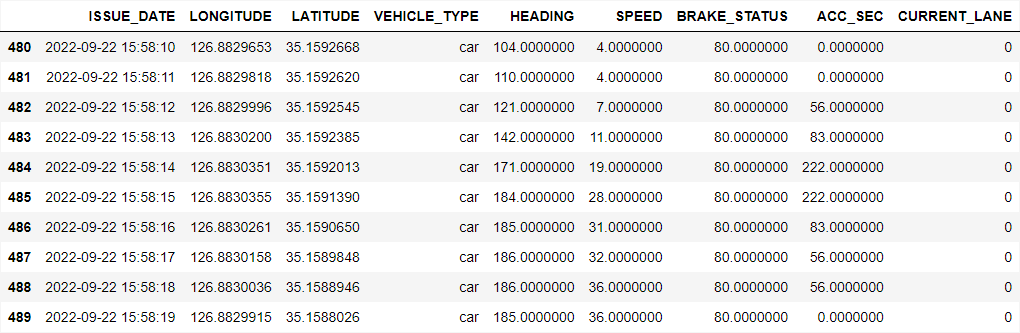 ISSUE_DATE LONGITUDE LATITUDE VEHICLE_TYPE HEADING SPEED BRAKE_STATUS ACC_SEC CURRENT_LANE
480 2022-09-22 15:58:10 126.8829653 35.1592668 car 104.0000000 4.0000000 80.0000000 0.0000000 0
481 2022-09-22 15:58:11 126.8829818 35.1592620 car 110.0000000 4.0000000 80.0000000 0.0000000 0
482 2022-09-22 15:58:12 126.8829996 35.1592545 car 121.0000000 7.0000000 80.0000000 56.0000000 0
483 2022-09-22 15:58:13 126.8830200 35.1592385 car 142.0000000 11.0000000 80.0000000 83.0000000 0
484 2022-09-22 15:58:14 126.8830351 35.1592013 car 171.0000000 19.0000000 80.0000000 222.0000000 0
485 2022-09-22 15:58:15 126.8830355 35.1591390 car 184.0000000 28.0000000 80.0000000 222.0000000 0
486 2022-09-22 15:58:16 126.8830261 35.1590650 car 185.0000000 31.0000000 80.0000000 83.0000000 0
487 2022-09-22 15:58:17 126.8830158 35.1589848 car 186.0000000 32.0000000 80.0000000 56.0000000 0
488 2022-09-22 15:58:18 126.8830036 35.1588946 car 186.0000000 36.0000000 80.0000000 56.0000000 0
489 2022-09-22 15:58:19 126.8829915 35.1588026 car 185.0000000 36.0000000 80.0000000 0.0000000 0